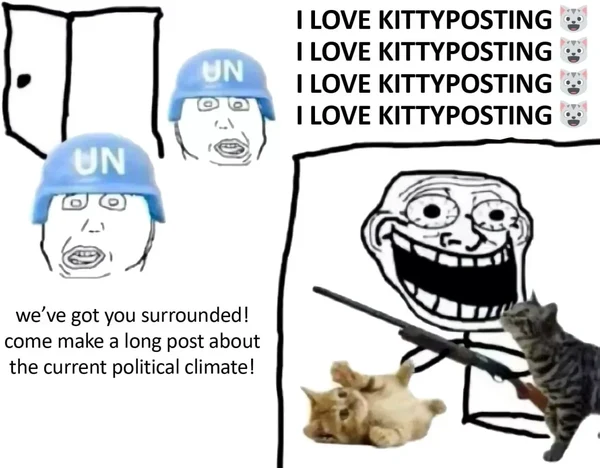 I LOVE KITTYPOSTING 😺
I LOVE KITTYPOSTING 😺
I LOVE KITTYPOSTING 😺
I LOVE KITTYPOSTING 😺
UN
UN
we've got you surrounded!
come make a long post about
the current political climate!